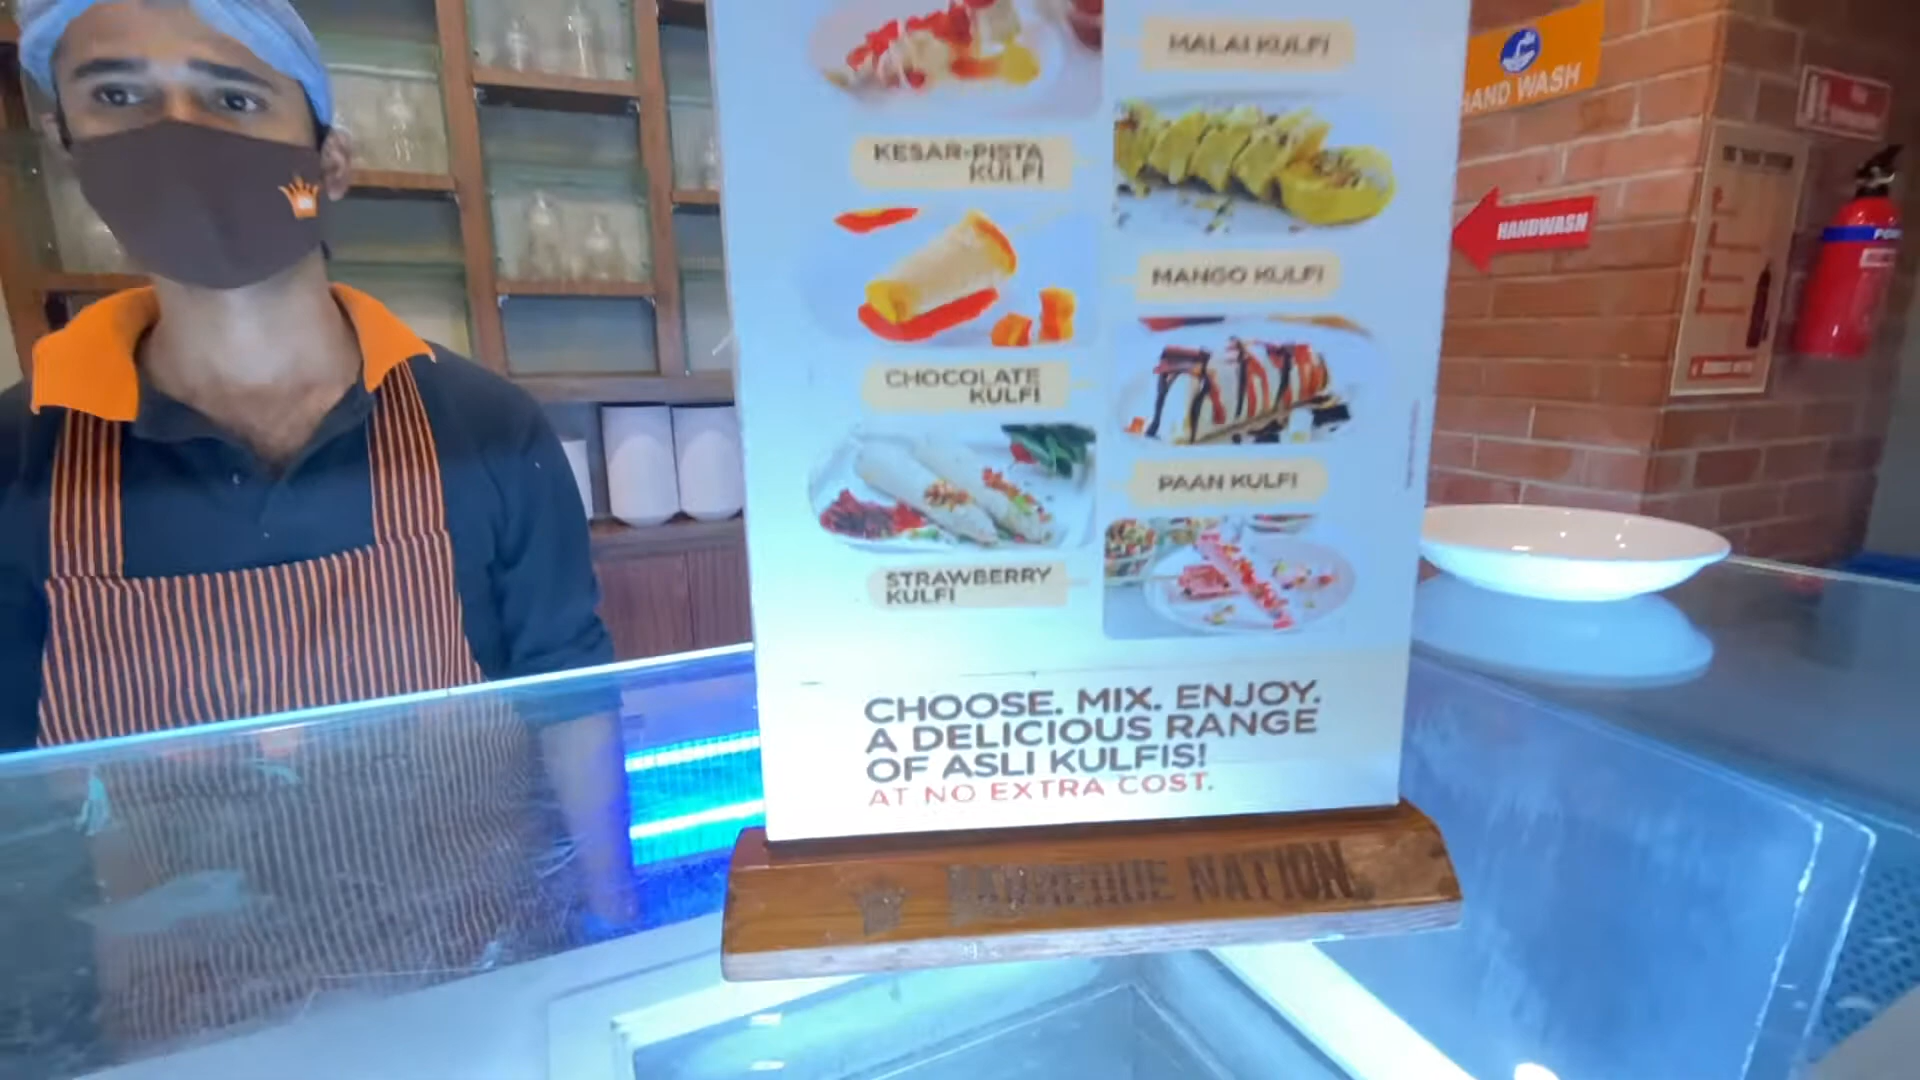 MALAI KULFI
KESAR-PISTA
KULFI
MANGO KULFI
CHOCOLATE
KULFI
PAAN KULFI
STRAWBERRY
KULFI
CHOOSE. MIX. ENJOY.
A DELICIOUS RANGE
OF ASLI KULFIS!
AT NO EXTRA COST.
NATION
HAND WASH
HANDWASH